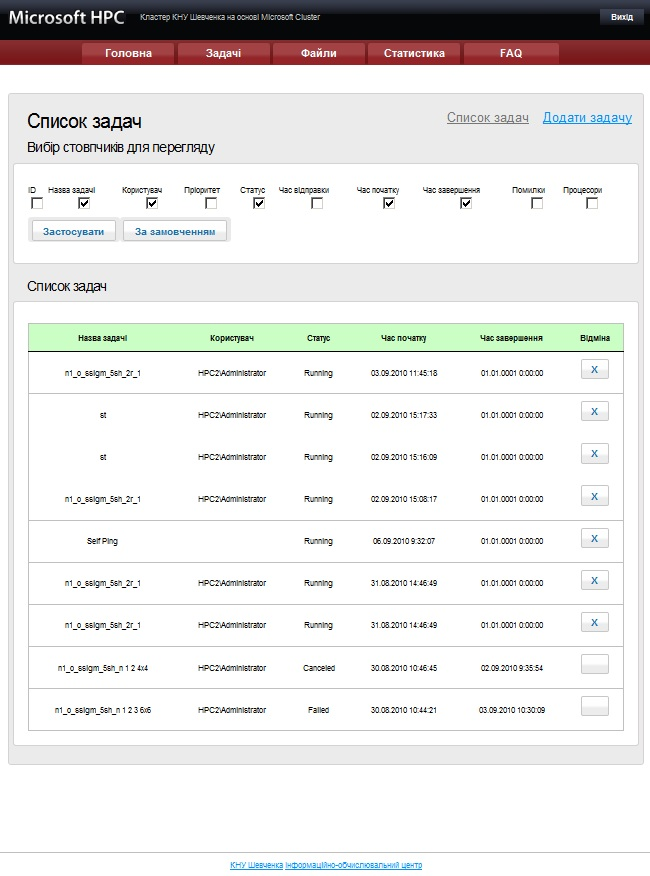 Microsoft HPC Кластер КНУ Шевченка на основі Microsoft Cluster Вихід
Головна Задачі Файли Статистика FAQ
Список задач Список задач Додати задачу
Вибір стовпчиків для перегляду
ID Назва задачі Користувач Пріоритет Статус Час відправки Час початку Час завершення Помилки Процесори
Застосувати За замовченням
Список задач
Назва задачі Користувач Статус Час початку Час завершення Відміна
n1_o_ssigm_5sh_2r_1 HPC2\Administrator Running 03.09.2010 11:45:18 01.01.0001 0:00:00 X
st HPC2\Administrator Running 02.09.2010 15:17:33 01.01.0001 0:00:00 X
st HPC2\Administrator Running 02.09.2010 15:16:09 01.01.0001 0:00:00 X
n1_o_ssigm_5sh_2r_1 HPC2\Administrator Running 02.09.2010 15:08:17 01.01.0001 0:00:00 X
Self Ping Running 06.09.2010 9:32:07 01.01.0001 0:00:00 X
n1_o_ssigm_5sh_2r_1 HPC2\Administrator Running 31.08.2010 14:46:49 01.01.0001 0:00:00 X
n1_o_ssigm_5sh_2r_1 HPC2\Administrator Running 31.08.2010 14:46:49 01.01.0001 0:00:00 X
n1_o_ssigm_5sh_n 1 2 4x4 HPC2\Administrator Canceled 30.08.2010 10:46:45 02.09.2010 9:35:54
n1_o_ssigm_5sh_n 1 2 3 6x6 HPC2\Administrator Failed 30.08.2010 10:44:21 03.09.2010 10:30:09
КНУ Шевченка Інформаційно-обчислювальний центр